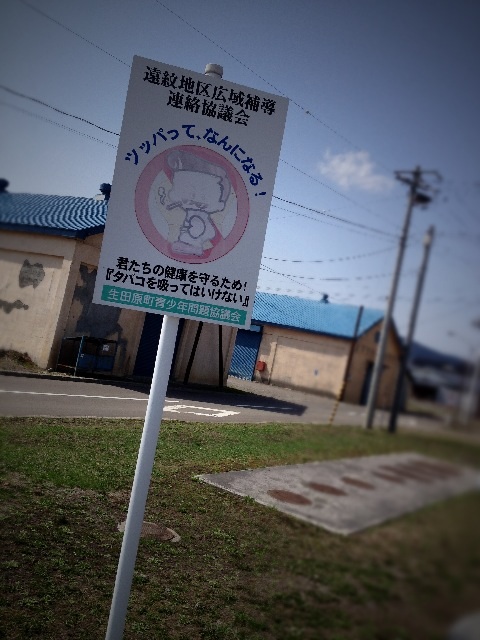 遠紋地区広域補導
連絡協議会
ツッパって、なんになる!
君たちの健康を守るため!
『タバコを吸ってはいけない。』
生田原町青少年問題協議会